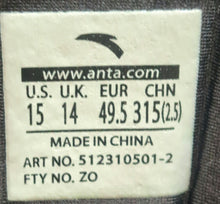 www.anta.com
U.S. U.K. EUR CHN
15 14 49.5 315(2.5)
MADE IN CHINA
ART NO. 512310501-2
FTY NO. ZO